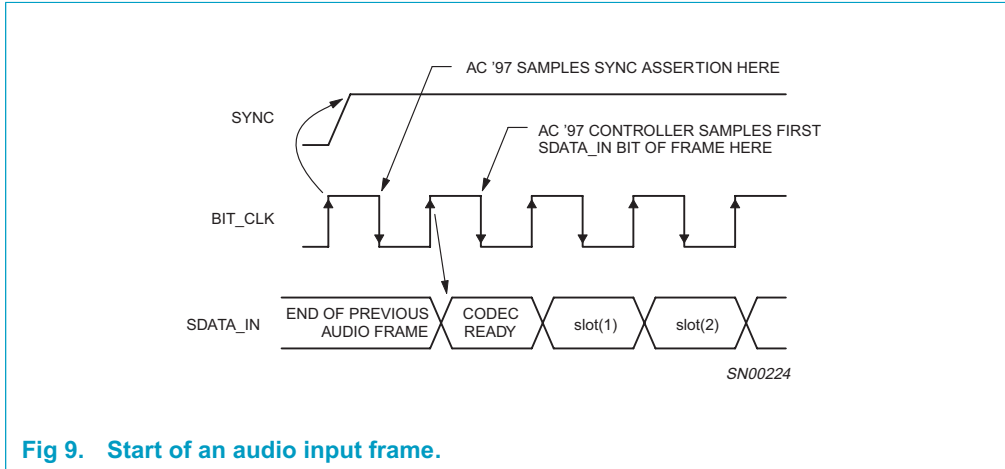 AC '97 SAMPLES SYNC ASSERTION HERE
SYNC
AC '97 CONTROLLER SAMPLES FIRST
SDATA_IN BIT OF FRAME HERE
BIT_CLK
SDATA_IN
END OF PREVIOUS
AUDIO FRAME
CODEC
READY
slot(1)
slot(2)
SN00224
Fig 9. Start of an audio input frame.